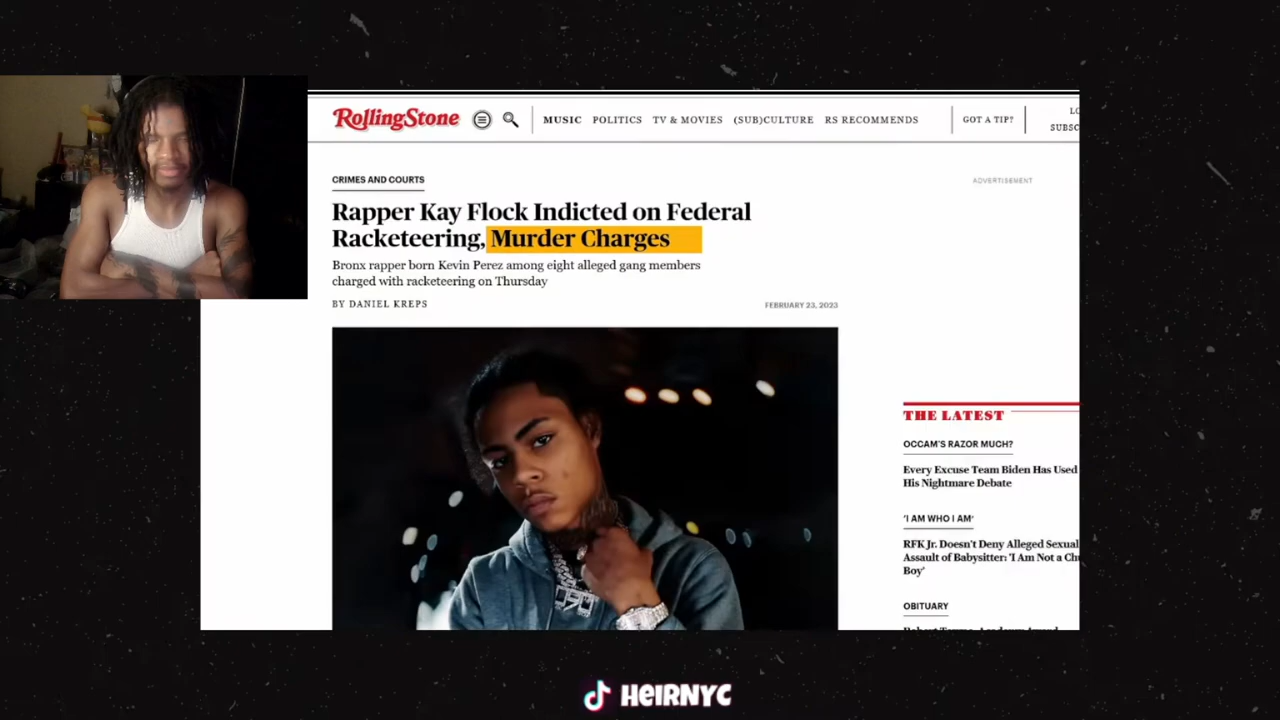 RollingStone
MUSIC POLITICS TV & MOVIES (SUB)CULTURE RS RECOMMENDS
GOT A TIP?
CRIMES AND COURTS
ADVERTISEMENT
Rapper Kay Flock Indicted on Federal
Racketeering, Murder Charges
Bronx rapper born Kevin Perez among eight alleged gang members
charged with racketeering on Thursday
BY DANIEL KREPS
FEBRUARY 23, 2023
THE LATEST
OCCAM'S RAZOR MUCH?
Every Excuse Team Biden Has Used
His Nightmare Debate
'I AM WHO I AM'
RFK Jr. Doesn't Deny Alleged Sexual
Assault of Babysitter: 'I Am Not a
Boy'
OBITUARY
HEIRNYC